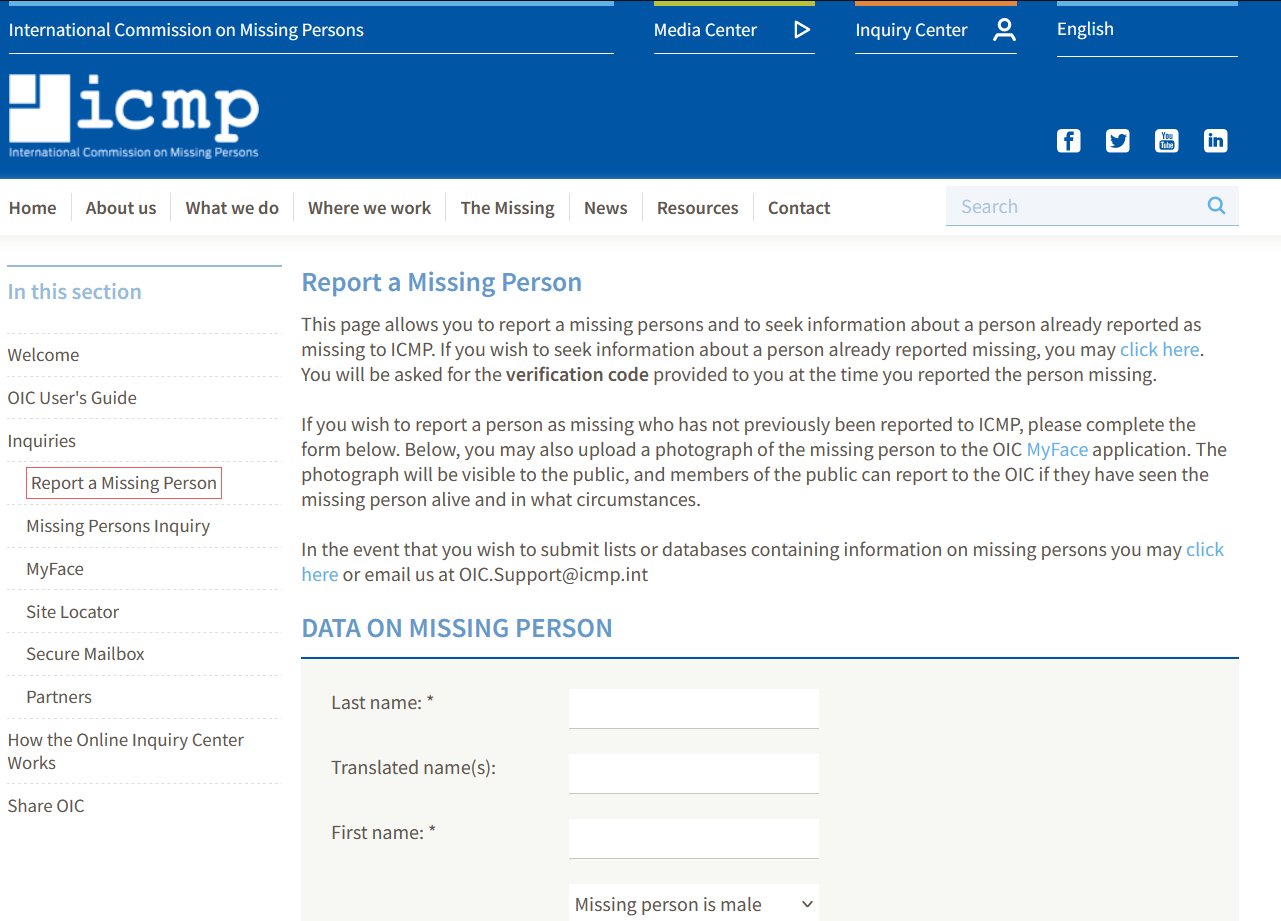 International Commission on Missing Persons
Media Center
Inquiry Center
English
icmp
International Commission on Missing Persons
f
You
Tube
in
Home
About us
What we do
Where we work
The Missing
News
Resources
Contact
Search
In this section
Welcome
OIC User's Guide
Inquiries
Report a Missing Person
Missing Persons Inquiry
MyFace
Site Locator
Secure Mailbox
Partners
How the Online Inquiry Center
Works
Share OIC
Report a Missing Person
This page allows you to report a missing persons and to seek information about a person already reported as
missing to ICMP. If you wish to seek information about a person already reported missing, you may click here.
You will be asked for the verification code provided to you at the time you reported the person missing.
If you wish to report a person as missing who has not previously been reported to ICMP, please complete the
form below. Below, you may also upload a photograph of the missing person to the OIC MyFace application. The
photograph will be visible to the public, and members of the public can report to the OIC if they have seen the
missing person alive and in what circumstances.
In the event that you wish to submit lists or databases containing information on missing persons you may click
here or email us at OIC.Support@icmp.int
DATA ON MISSING PERSON
Last name: *
Translated name(s):
First name: *
Missing person is male